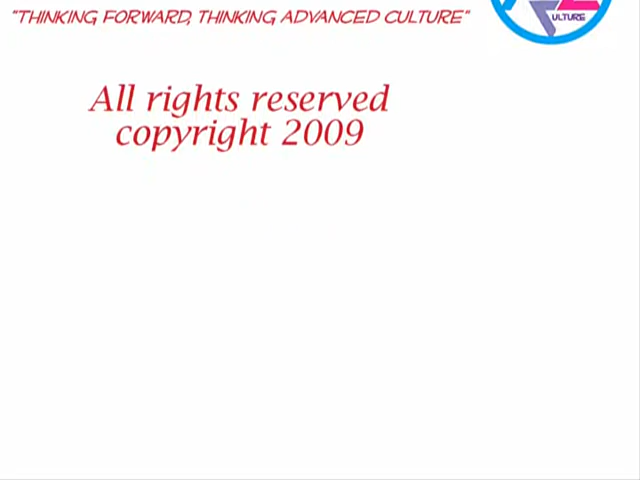 "THINKING FORWARD, THINKING ADVANCED CULTURE"
ULTURE
All rights reserved
copyright 2009